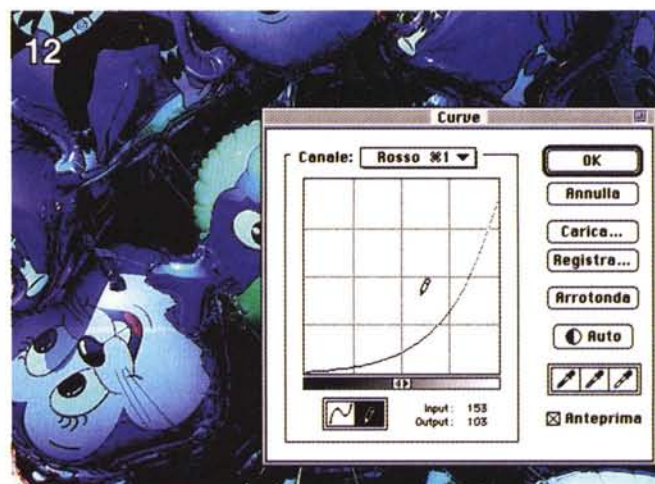 12
Curve
Canale: Rosso ⌘1
OK
Annulla
Carica...
Registra...
Arrotonda
Auto
Input: 153
Output: 103
Anteprima